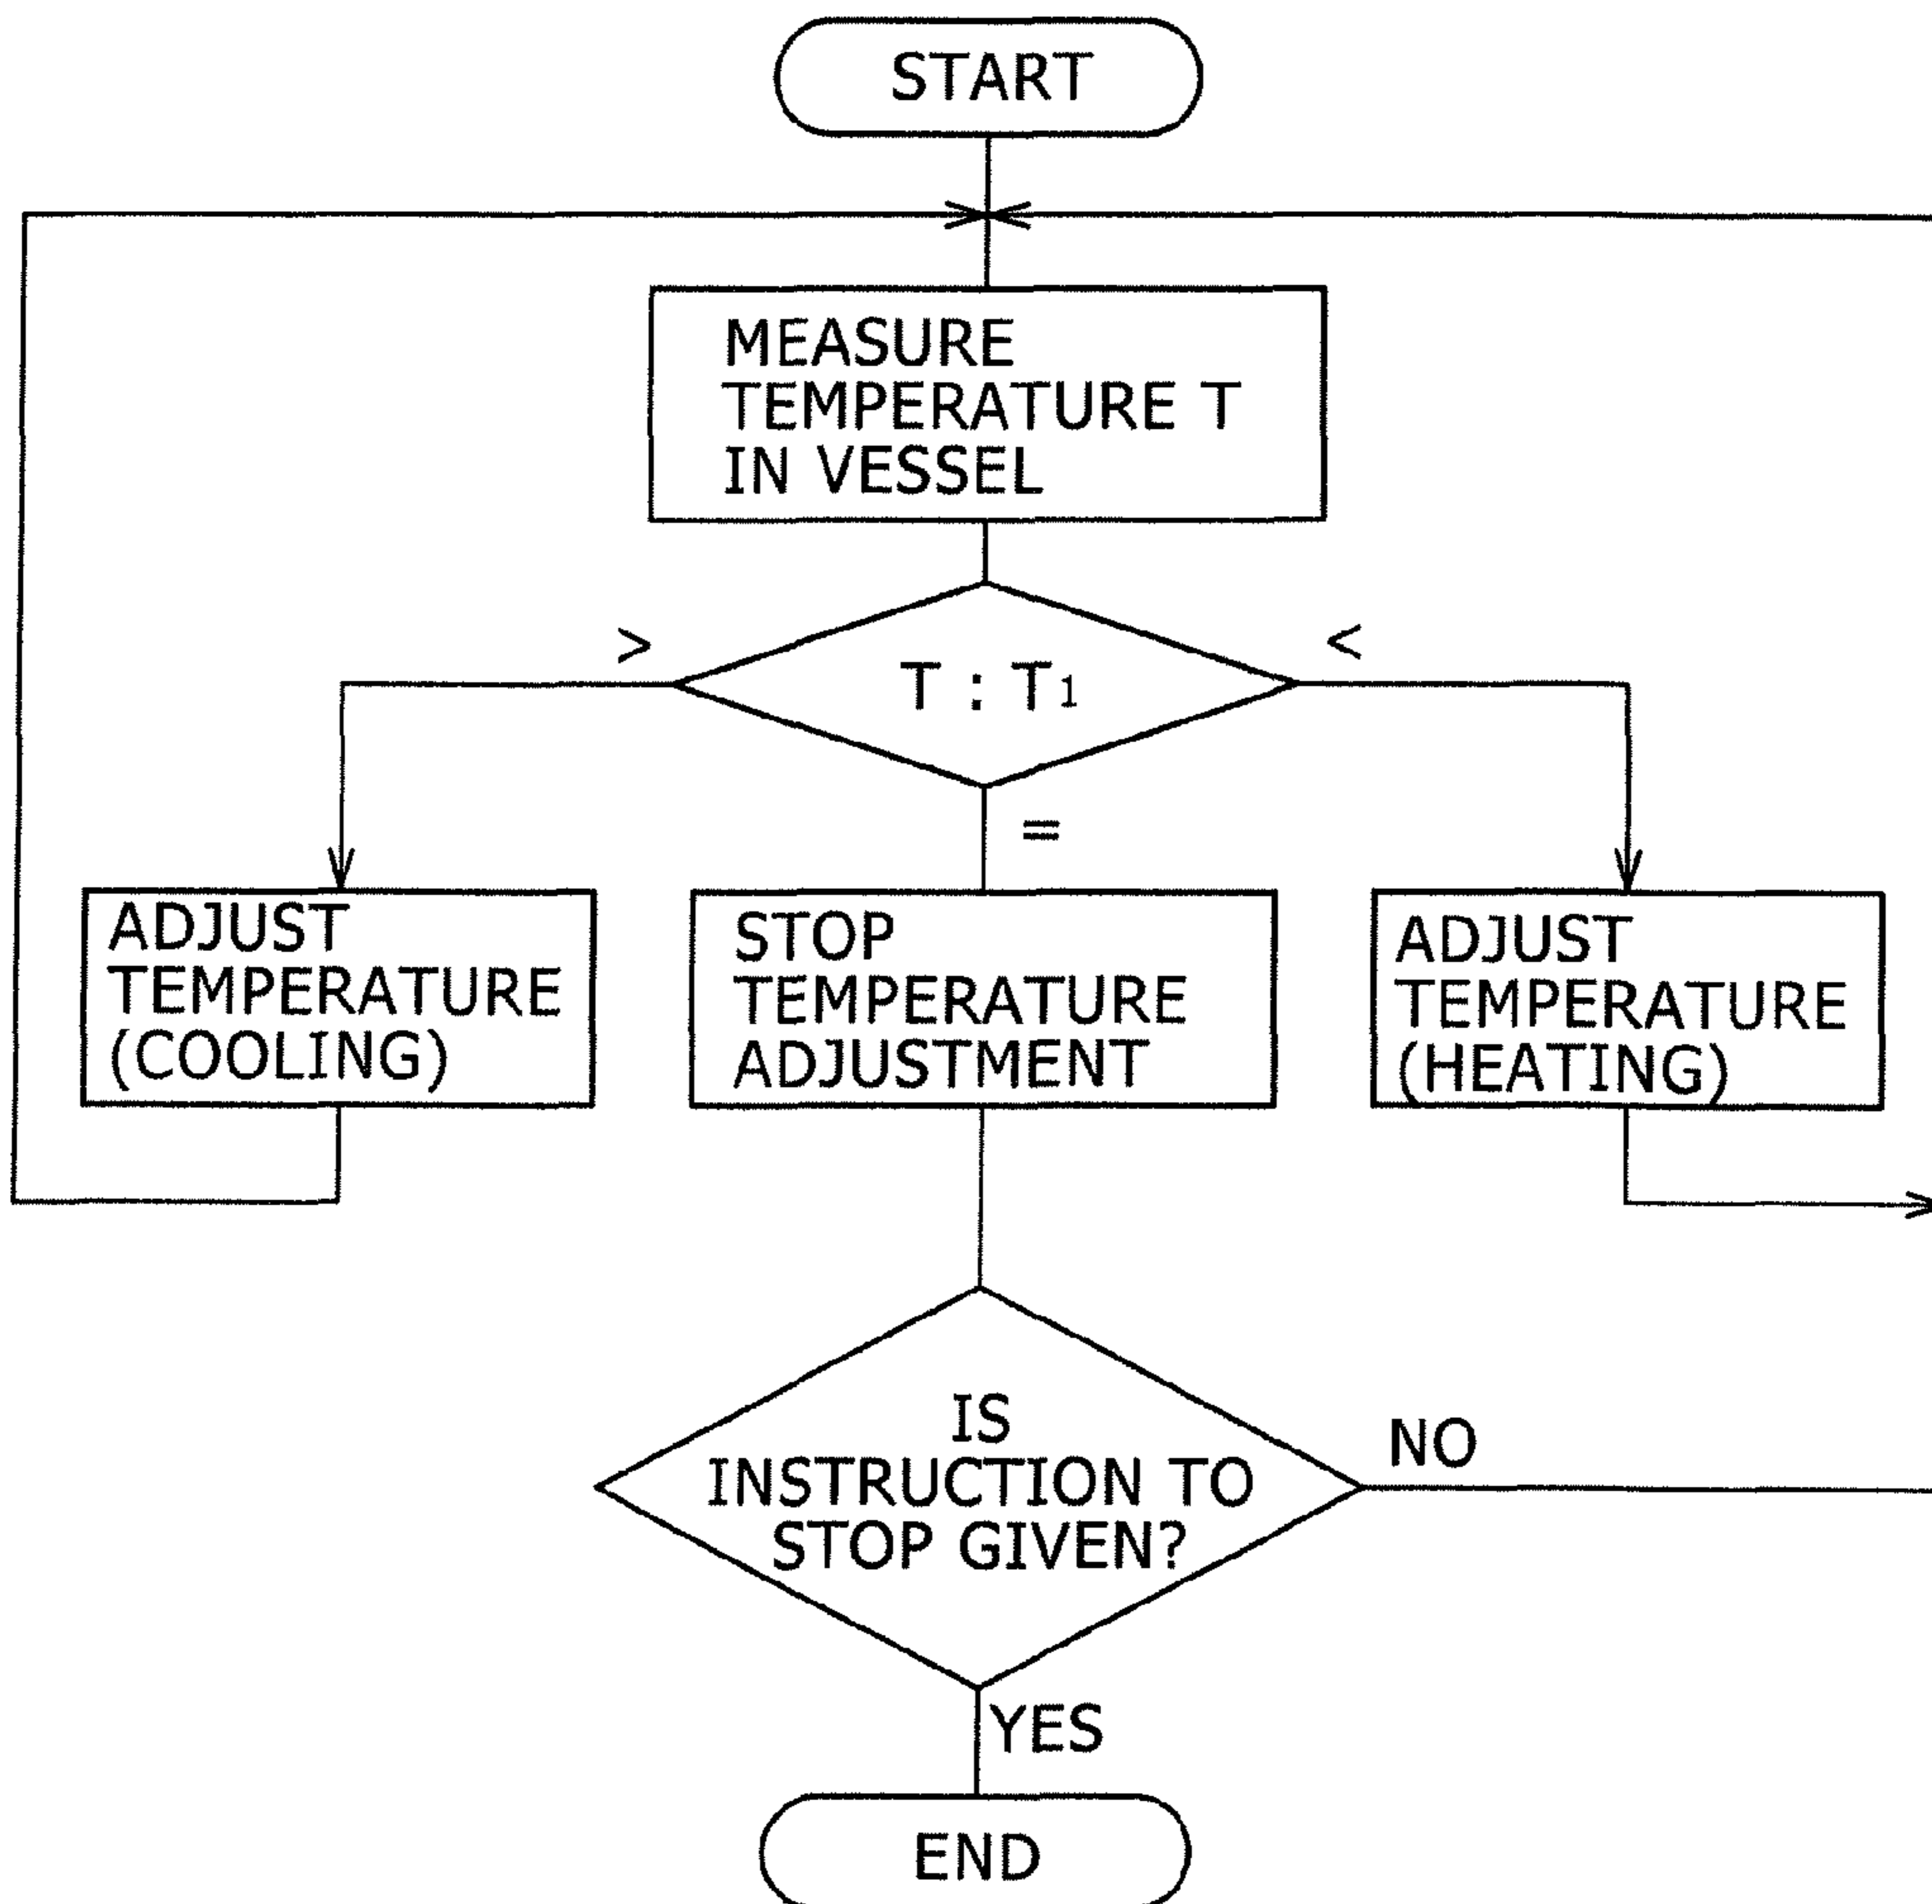 START
MEASURE
TEMPERATURE T
IN VESSEL
>
<
T : T1
=
ADJUST
TEMPERATURE
(COOLING)
STOP
TEMPERATURE
ADJUSTMENT
ADJUST
TEMPERATURE
(HEATING)
IS
INSTRUCTION TO
STOP GIVEN?
NO
YES
END